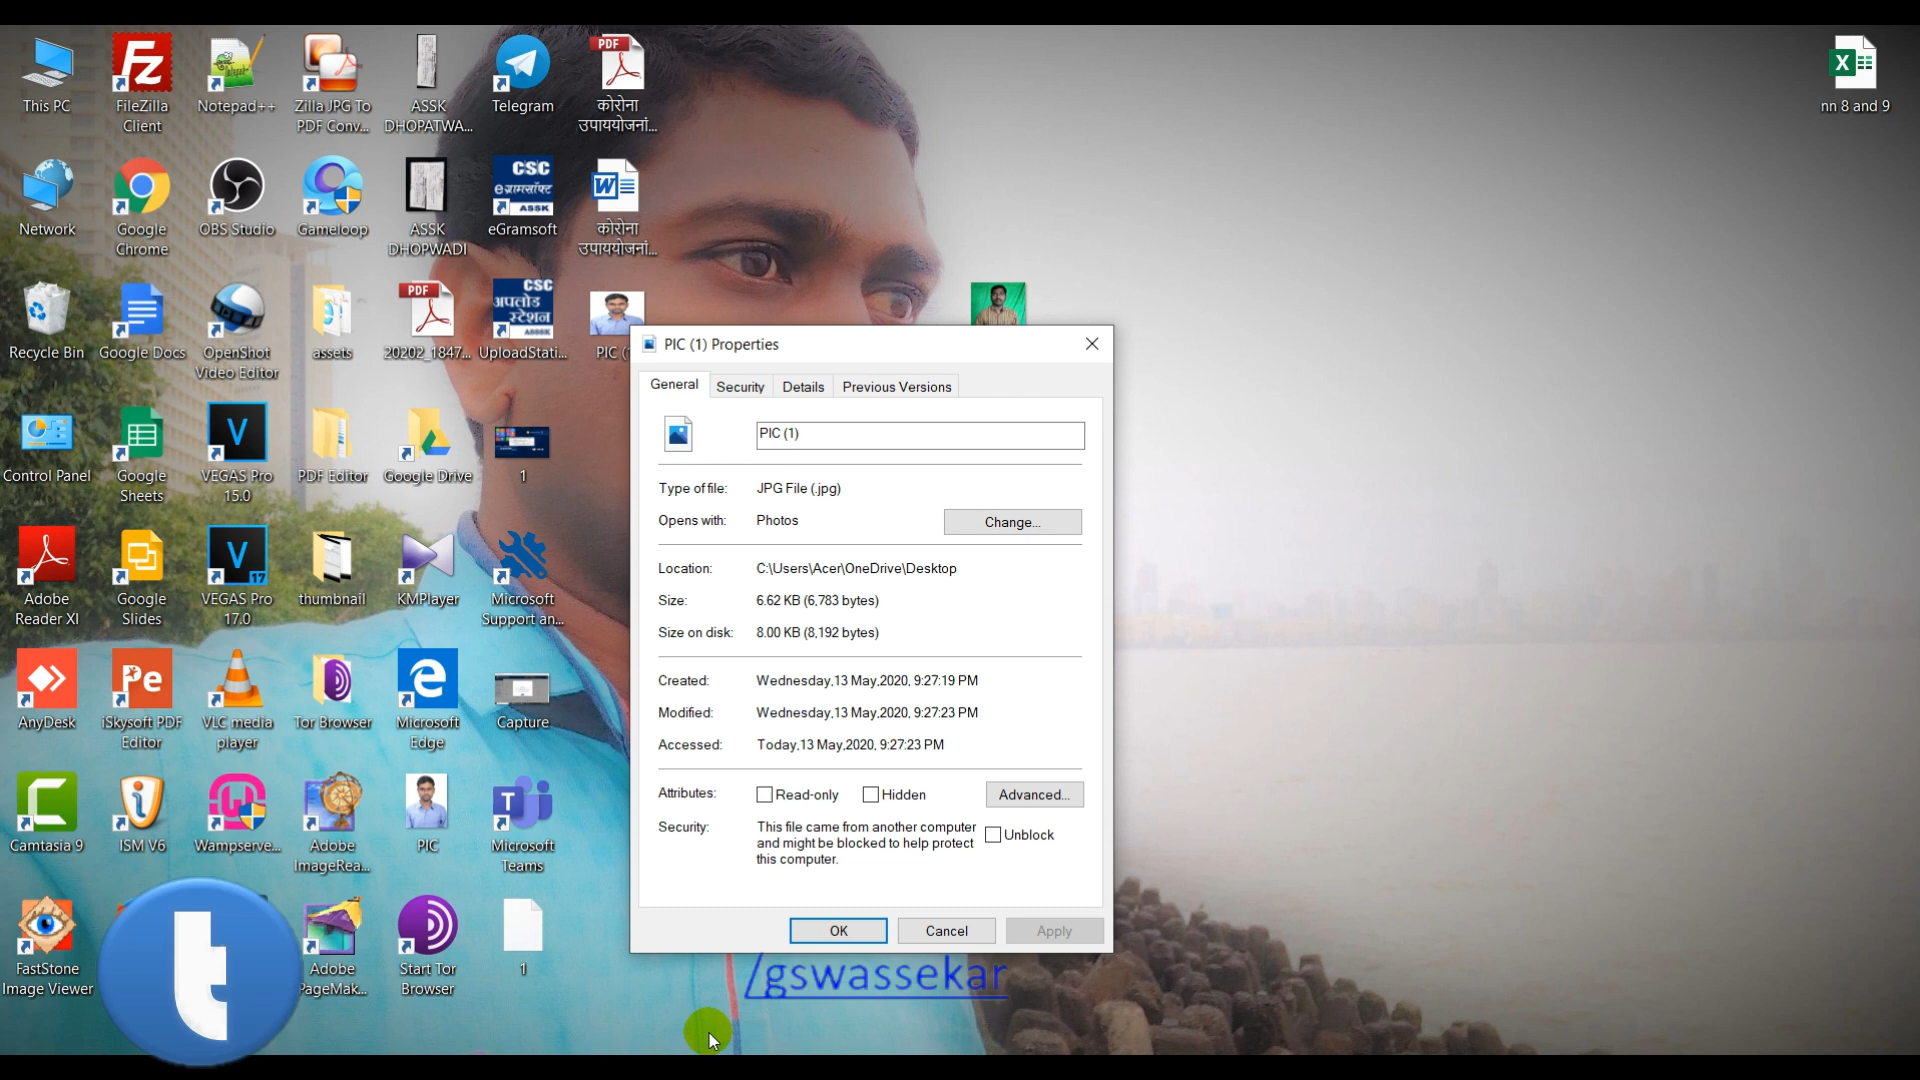 This PC
FileZilla
Client
Notepad++
Zilla JPG To
PDF Conv...
ASSK
DHOPATWA...
Telegram
PDF
कोरोना
उपाययोजनां...
nn 8 and 9
Network
Google
Chrome
OBS Studio
Gameloop
ASSK
DHOPWADI
CSC
eग्रामसॉफ्ट
ASSK
eGramsoft
कोरोना
उपाययोजनां...
Recycle Bin
Google Docs
OpenShot
Video Editor
assets
PDF
20202_1847...
CSC
अपलोड
स्टेशन
ASSK
UploadStati...
PIC (
Control Panel
Google
Sheets
VEGAS Pro
15.0
PDF Editor
Google Drive
1
Adobe
Reader XI
Google
Slides
17
VEGAS Pro
17.0
thumbnail
KMPlayer
Microsoft
Support an...
AnyDesk
Pe
iSkysoft PDF
Editor
VLC media
player
Tor Browser
Microsoft
Edge
Capture
Camtasia 9
ISM V6
Wampserve...
Adobe
ImageRea...
PIC
Microsoft
Teams
FastStone
Image Viewer
t
Adobe
PageMak...
Start Tor
Browser
1
PIC (1) Properties
General
Security
Details
Previous Versions
PIC (1)
Type of file: JPG File (.jpg)
Opens with: Photos
Change...
Location: C:\Users\Acer\OneDrive\Desktop
Size: 6.62 KB (6,783 bytes)
Size on disk: 8.00 KB (8,192 bytes)
Created: Wednesday,13 May,2020, 9:27:19 PM
Modified: Wednesday,13 May,2020, 9:27:23 PM
Accessed: Today,13 May,2020, 9:27:23 PM
Attributes: Read-only Hidden Advanced...
Security: This file came from another computer
and might be blocked to help protect
this computer.
Unblock
OK Cancel Apply
/gswassekar